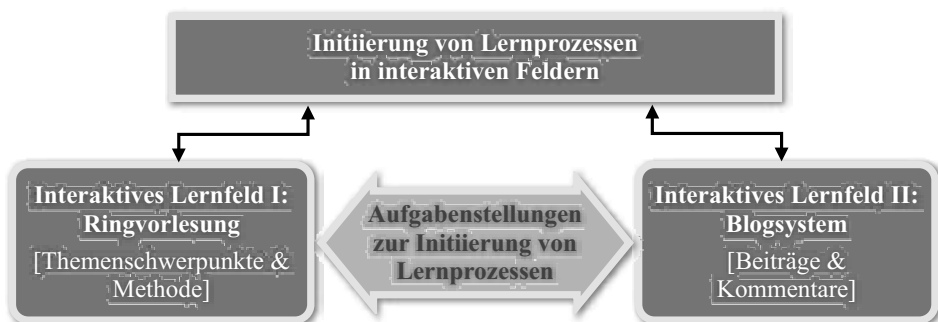 Initiierung von Lernprozessen
in interaktiven Feldern
Interaktives Lernfeld I:
Ringvorlesung
[Themenschwerpunkte &
Methode]
Aufgabenstellungen
zur Initiierung von
Lernprozessen
Interaktives Lernfeld II:
Blogsystem
[Beiträge &
Kommentare]